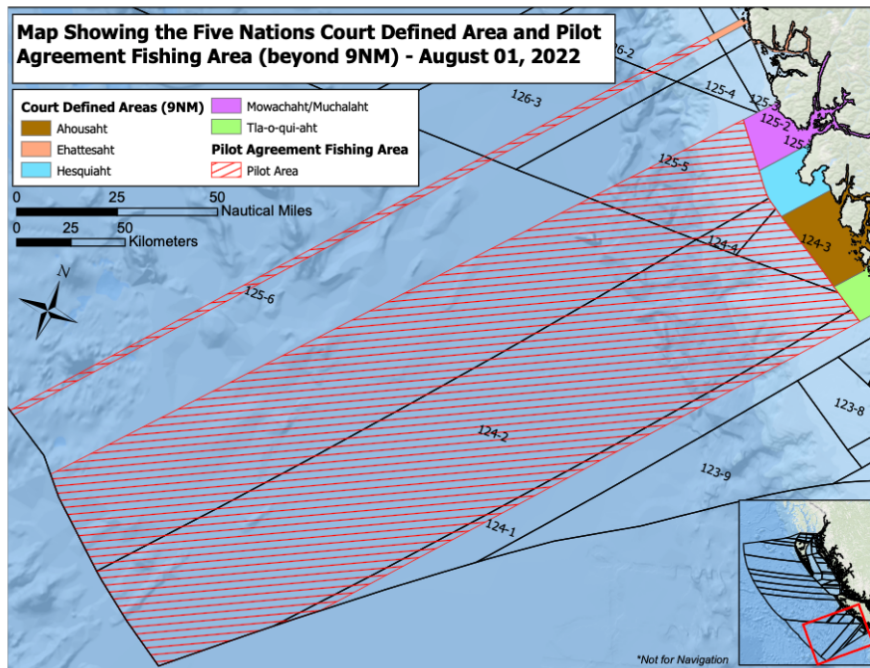 Map Showing the Five Nations Court Defined Area and Pilot
Agreement Fishing Area (beyond 9NM) - August 01, 2022
Court Defined Areas (9NM)
Ahousaht
Ehattesaht
Hesquiaht
Mowachaht/Muchalaht
Tla-o-qui-aht
Pilot Agreement Fishing Area
Pilot Area
0 25 50
Nautical Miles
0 25 50
Kilometers
N
126-2
126-3
125-4
125-3
125-2
125-5
124-3
124-4
125-6
124-2
123-8
123-9
124-1
*Not for Navigation